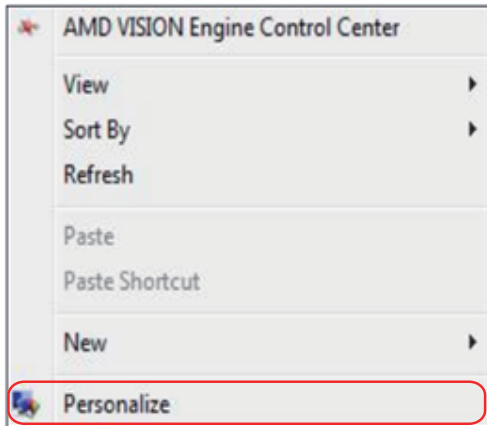 AMD VISION Engine Control Center
View
Sort By
Refresh
Paste
Paste Shortcut
New
Personalize